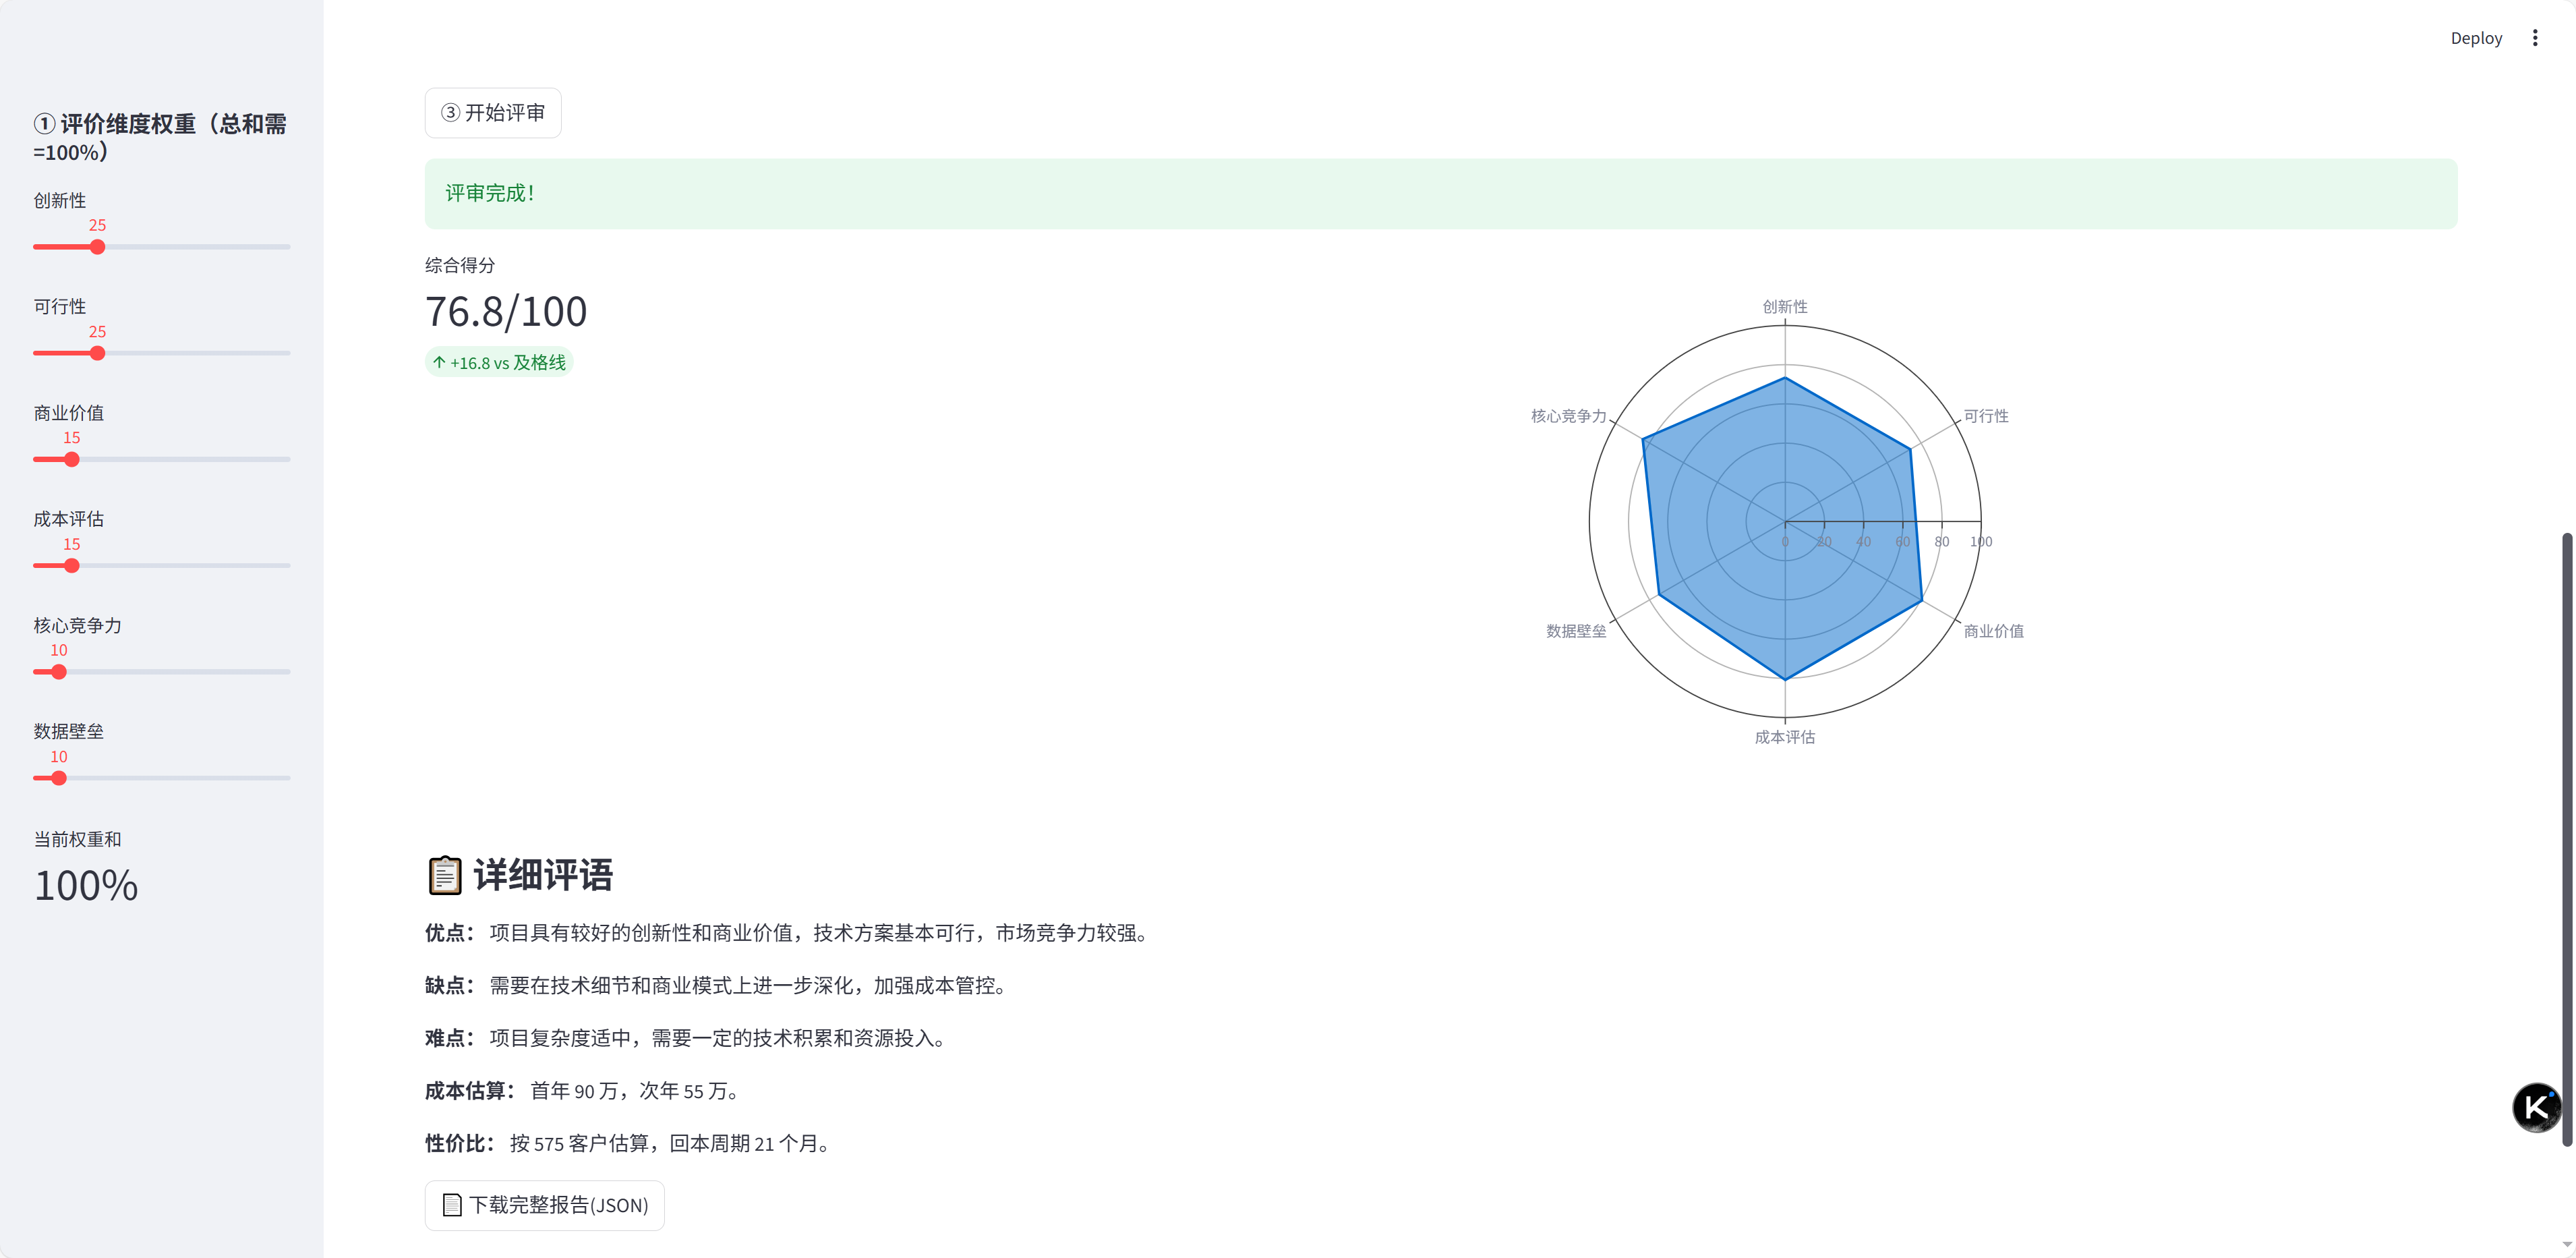 Deploy
① 评价维度权重（总和需
=100%）
创新性
25
可行性
25
商业价值
15
成本评估
15
核心竞争力
10
数据壁垒
10
当前权重和
100%
③ 开始评审
评审完成！
综合得分
76.8/100
↑ +16.8 vs 及格线
创新性
核心竞争力
可行性
0 20 40 60 80 100
数据壁垒
商业价值
成本评估
📋 详细评语
优点： 项目具有较好的创新性和商业价值，技术方案基本可行，市场竞争力较强。
缺点： 需要在技术细节和商业模式上进一步深化，加强成本管控。
难点： 项目复杂度适中，需要一定的技术积累和资源投入。
成本估算： 首年 90 万，次年 55 万。
性价比： 按 575 客户估算，回本周期 21 个月。
📄 下载完整报告(JSON)
K